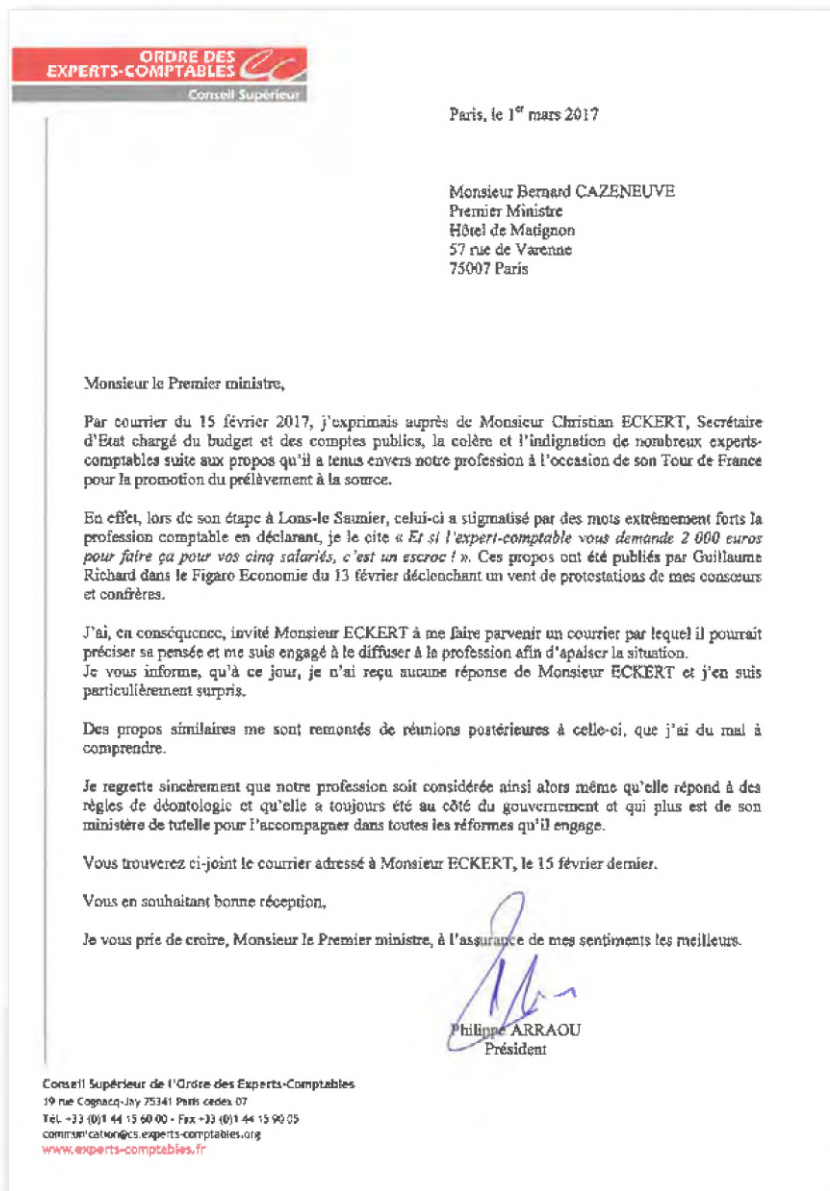 ORDRE DES
EXPERTS-COMPTABLES
Conseil Supérieur
Paris, le 1er mars 2017
Monsieur Bernard CAZENEUVE
Premier Ministre
Hôtel de Matignon
57 rue de Varenne
75007 Paris
Monsieur le Premier ministre,
Par courrier du 15 février 2017, j'exprimais auprès de Monsieur Christian ECKERT, Secrétaire
d'Etat chargé du budget et des comptes publics, la colère et l'indignation de nombreux experts-
comptables suite aux propos qu'il a tenus envers notre profession à l'occasion de son Tour de France
pour la promotion du prélèvement à la source.
En effet, lors de son étape à Lons-le Saunier, celui-ci a stigmatisé par des mots extrêmement forts la
profession comptable en déclarant, je le cite « Et si l'expert-comptable vous demande 2 000 euros
pour faire ça pour vos cinq salariés, c'est un escroc ! ». Ces propos ont été publiés par Guillaume
Richard dans le Figaro Economie du 13 février déclenchant un vent de protestations de mes consœurs
et confrères.
J'ai, en conséquence, invité Monsieur ECKERT à me faire parvenir un courrier par lequel il pourrait
préciser sa pensée et me suis engagé à le diffuser à la profession afin d'apaiser la situation.
Je vous informe, qu'à ce jour, je n'ai reçu aucune réponse de Monsieur ECKERT et j'en suis
particulièrement surpris.
Des propos similaires me sont remontés de réunions postérieures à celle-ci, que j'ai du mal à
comprendre.
Je regrette sincèrement que notre profession soit considérée ainsi alors même qu'elle répond à des
règles de déontologie et qu'elle a toujours été au côté du gouvernement et qui plus est de son
ministère de tutelle pour l'accompagner dans toutes les réformes qu'il engage.
Vous trouverez ci-joint le courrier adressé à Monsieur ECKERT, le 15 février dernier.
Vous en souhaitant bonne réception,
Je vous prie de croire, Monsieur le Premier ministre, à l'assurance de mes sentiments les meilleurs.
Philippe ARRAOU
Président
Conseil Supérieur de l'Ordre des Experts-Comptables
19 rue Cognacq-Jay 75341 Paris cedex 07
Tél. +33 (0)1 44 15 60 00 - Fax +33 (0)1 44 15 90 05
communication@cs.experts-comptables.org
www.experts-comptables.fr